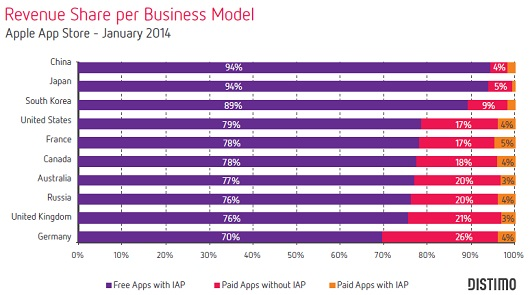 Revenue Share per Business Model
Apple App Store - January 2014
China 94% 4%
Japan 94% 5%
South Korea 89% 9%
United States 79% 17% 4%
France 78% 17% 5%
Canada 78% 18% 4%
Australia 77% 20% 3%
Russia 76% 20% 4%
United Kingdom 76% 21% 3%
Germany 70% 26% 4%
0% 10% 20% 30% 40% 50% 60% 70% 80% 90% 100%
Free Apps with IAP Paid Apps without IAP Paid Apps with IAP
DISTIMO